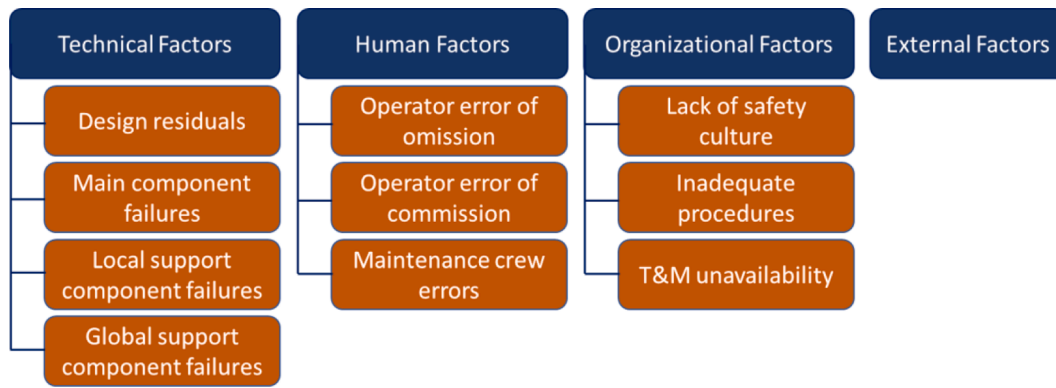 Technical Factors
Design residuals
Main component
failures
Local support
component failures
Global support
component failures
Human Factors
Operator error of
omission
Operator error of
commission
Maintenance crew
errors
Organizational Factors
Lack of safety
culture
Inadequate
procedures
T&M unavailability
External Factors